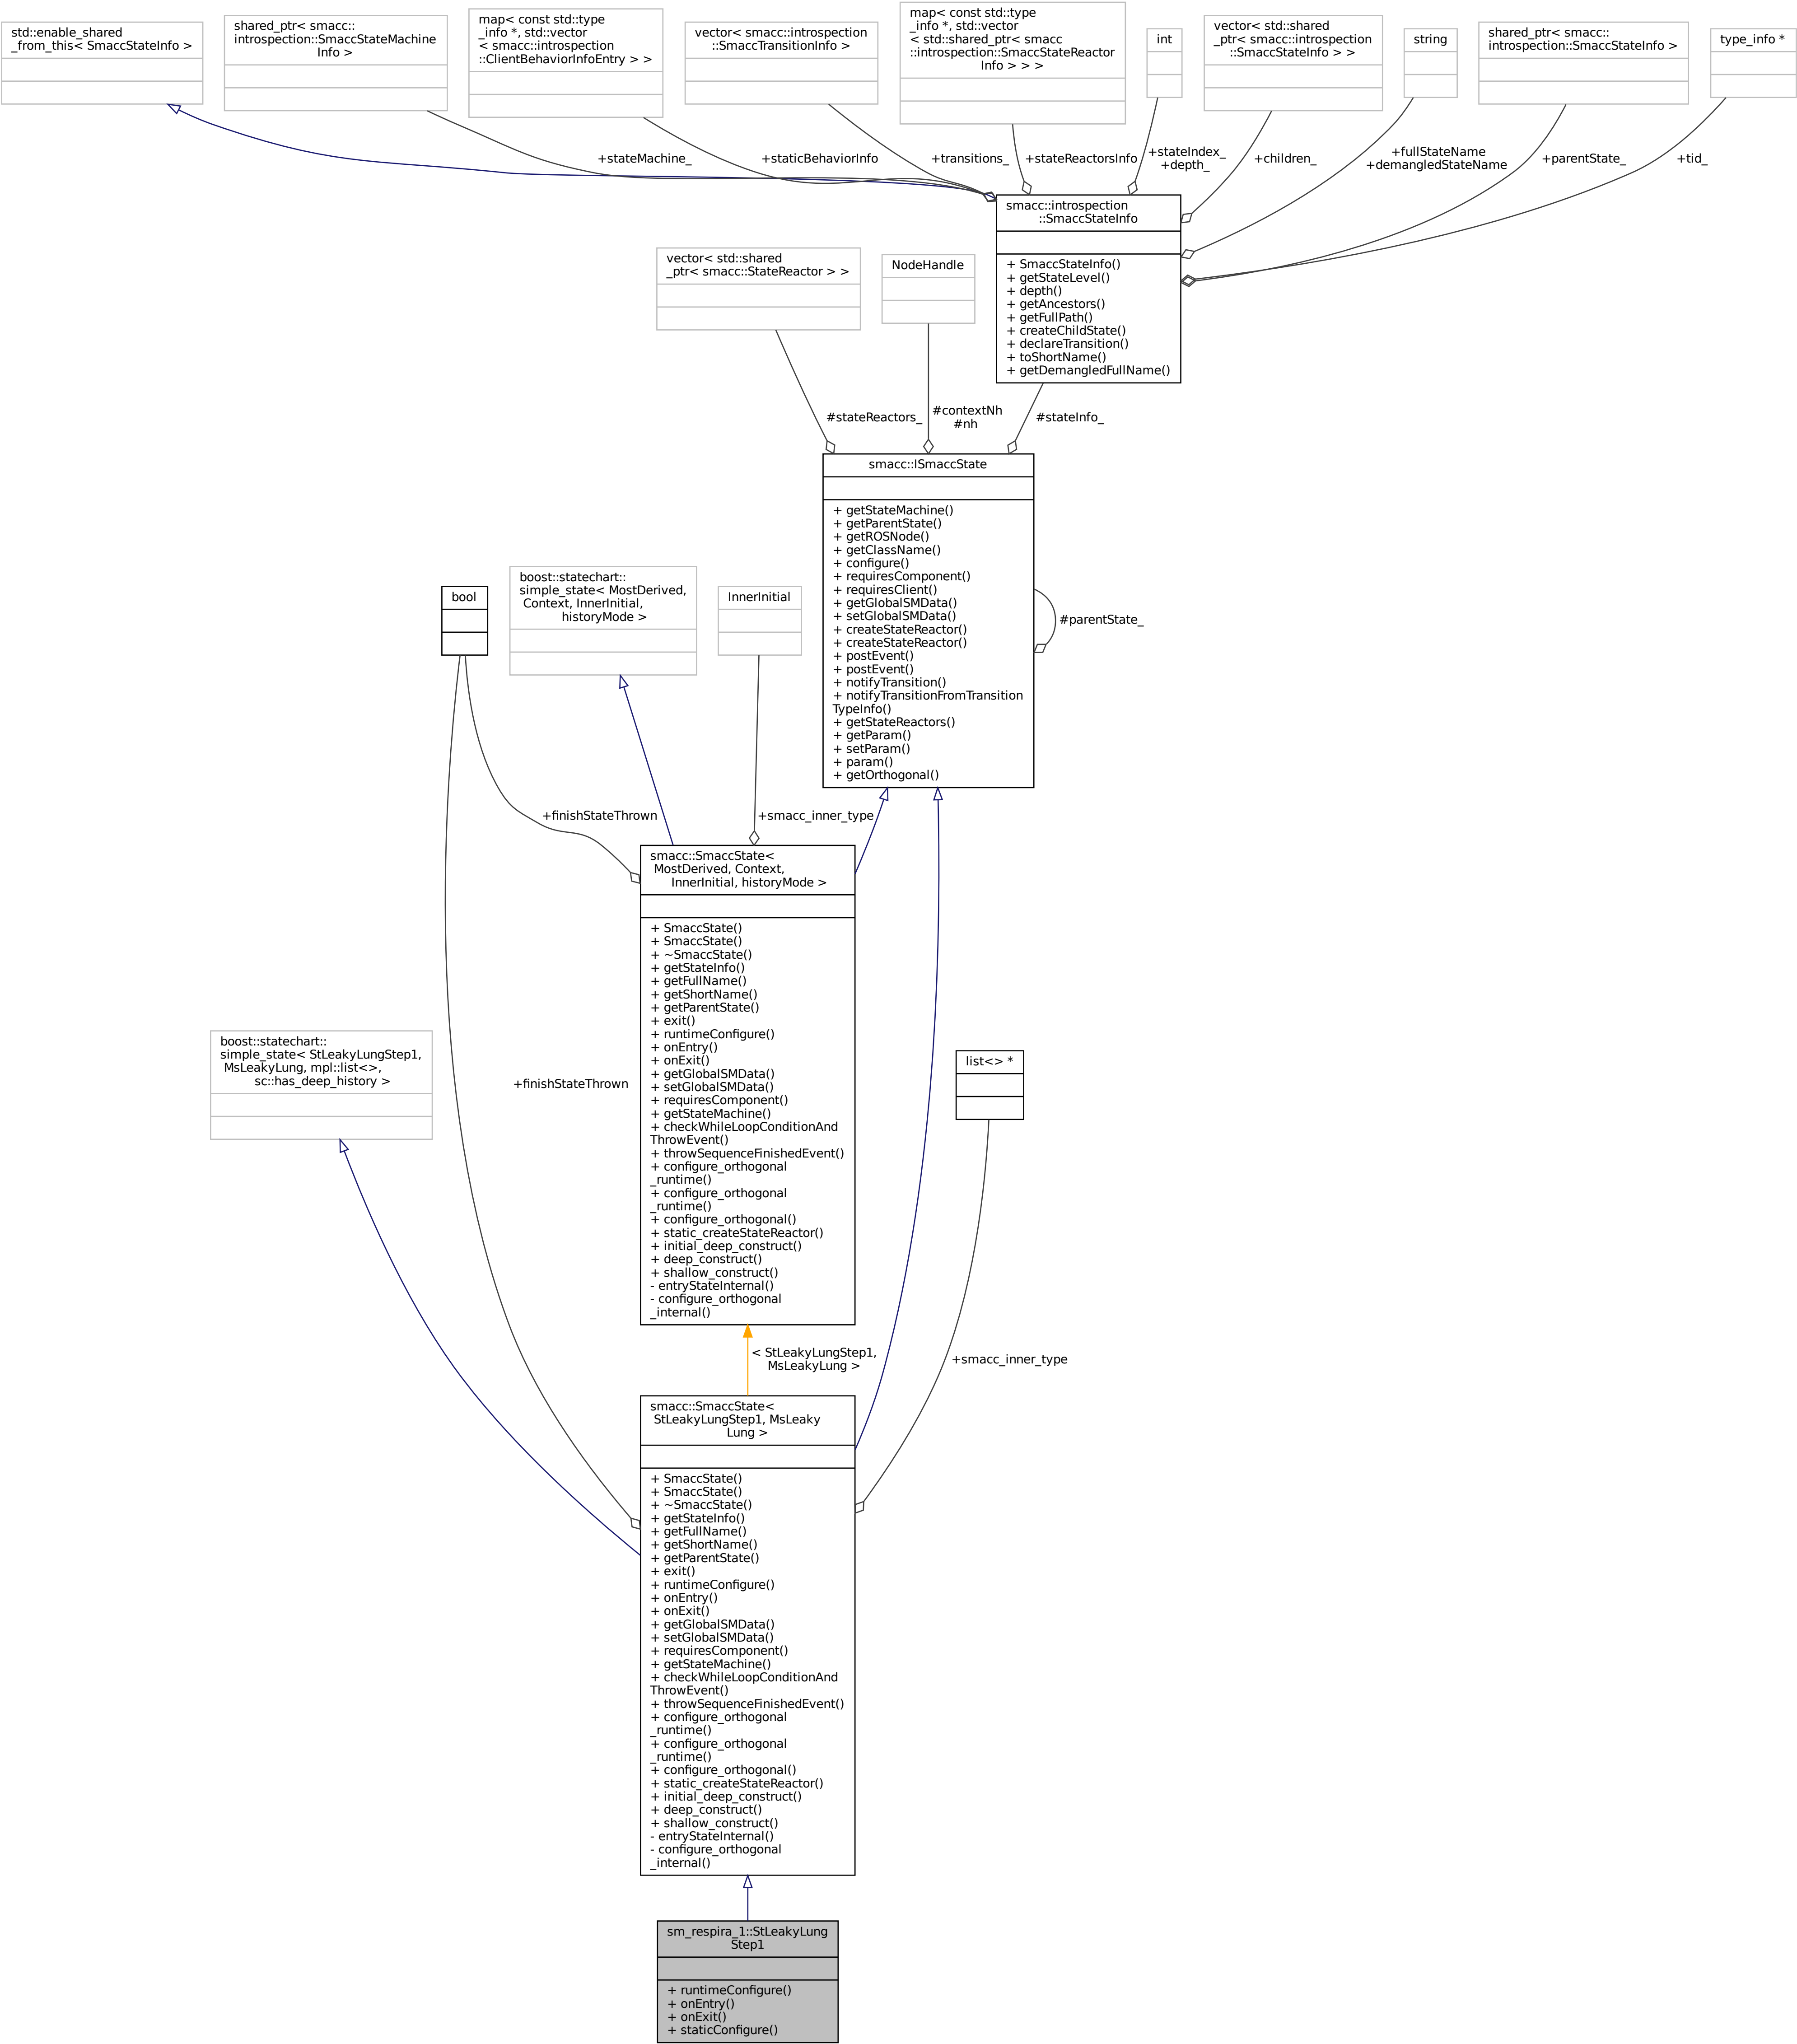 std::enable_shared
_from_this< SmaccStateInfo >
shared_ptr< smacc::
introspection::SmaccStateMachine
Info >
map< const std::type
_info *, std::vector
< smacc::introspection
::ClientBehaviorInfoEntry > >
vector< smacc::introspection
::SmaccTransitionInfo >
map< const std::type
_info *, std::vector
< std::shared_ptr< smacc
::introspection::SmaccStateReactor
Info > > >
int
vector< std::shared
_ptr< smacc::introspection
::SmaccStateInfo > >
string
shared_ptr< smacc::
introspection::SmaccStateInfo >
type_info *
+stateMachine_
+staticBehaviorInfo
+transitions_
+stateReactorsInfo
+stateIndex_
+depth_
+children_
+fullStateName
+demangledStateName
+parentState_
+tid_
smacc::introspection
::SmaccStateInfo
+ SmaccStateInfo()
+ getStateLevel()
+ depth()
+ getAncestors()
+ getFullPath()
+ createChildState()
+ declareTransition()
+ toShortName()
+ getDemangledFullName()
vector< std::shared
_ptr< smacc::StateReactor > >
NodeHandle
#stateReactors_
#contextNh
#nh
#stateInfo_
smacc::ISmaccState
+ getStateMachine()
+ getParentState()
+ getROSNode()
+ getClassName()
+ configure()
+ requiresComponent()
+ requiresClient()
+ getGlobalSMData()
+ setGlobalSMData()
+ createStateReactor()
+ createStateReactor()
+ postEvent()
+ postEvent()
+ notifyTransition()
+ notifyTransitionFromTransition
TypeInfo()
+ getStateReactors()
+ getParam()
+ setParam()
+ param()
+ getOrthogonal()
#parentState_
bool
boost::statechart::
simple_state< MostDerived,
Context, InnerInitial,
historyMode >
InnerInitial
+finishStateThrown
+smacc_inner_type
smacc::SmaccState<
MostDerived, Context,
InnerInitial, historyMode >
+ SmaccState()
+ SmaccState()
+ ~SmaccState()
+ getStateInfo()
+ getFullName()
+ getShortName()
+ getParentState()
+ exit()
+ runtimeConfigure()
+ onEntry()
+ onExit()
+ getGlobalSMData()
+ setGlobalSMData()
+ requiresComponent()
+ getStateMachine()
+ checkWhileLoopConditionAnd
ThrowEvent()
+ throwSequenceFinishedEvent()
+ configure_orthogonal
_runtime()
+ configure_orthogonal
_runtime()
+ configure_orthogonal()
+ static_createStateReactor()
+ initial_deep_construct()
+ deep_construct()
+ shallow_construct()
- entryStateInternal()
- configure_orthogonal
_internal()
boost::statechart::
simple_state< StLeakyLungStep1,
MsLeakyLung, mpl::list<>,
sc::has_deep_history >
+finishStateThrown
list<> *
< StLeakyLungStep1,
MsLeakyLung >
+smacc_inner_type
smacc::SmaccState<
StLeakyLungStep1, MsLeaky
Lung >
+ SmaccState()
+ SmaccState()
+ ~SmaccState()
+ getStateInfo()
+ getFullName()
+ getShortName()
+ getParentState()
+ exit()
+ runtimeConfigure()
+ onEntry()
+ onExit()
+ getGlobalSMData()
+ setGlobalSMData()
+ requiresComponent()
+ getStateMachine()
+ checkWhileLoopConditionAnd
ThrowEvent()
+ throwSequenceFinishedEvent()
+ configure_orthogonal
_runtime()
+ configure_orthogonal
_runtime()
+ configure_orthogonal()
+ static_createStateReactor()
+ initial_deep_construct()
+ deep_construct()
+ shallow_construct()
- entryStateInternal()
- configure_orthogonal
_internal()
sm_respira_1::StLeakyLung
Step1
+ runtimeConfigure()
+ onEntry()
+ onExit()
+ staticConfigure()